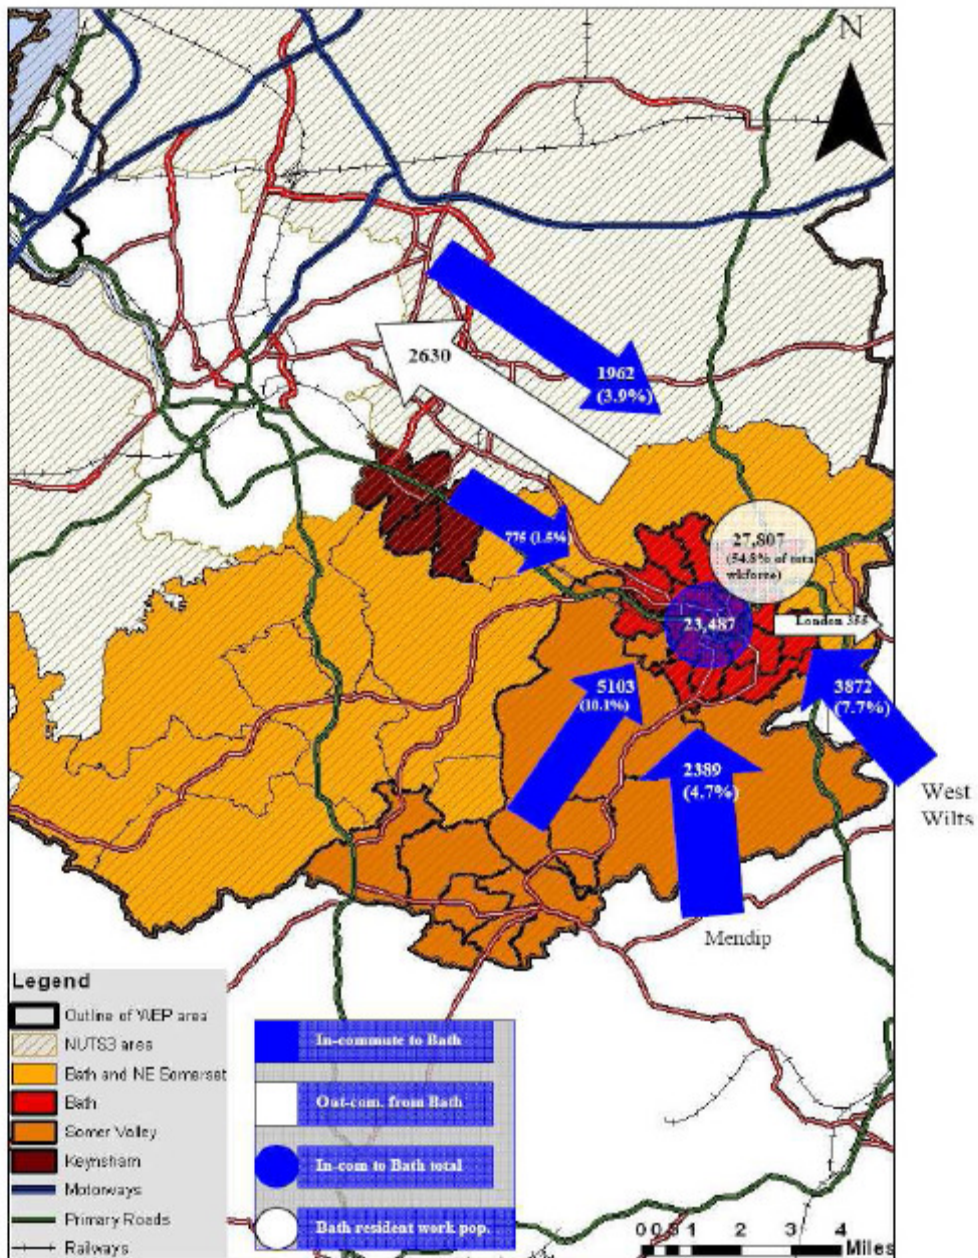 N
2630
1962
(3.9%)
775 (1.5%
27,807
(54.8% of tota
wkforce)
23,487
London 355
5103
(10.1%)
3872
(7.7%)
2389
(4.7%)
West
Wilts
Mendip
Legend
Outline of WEP area
NUTS3 area
Bath and NE Somerset
Bath
Somer Valley
Keynsham
Motorways
Primary Roads
Railways
In-commute to Bath
Out-com. from Bath
In-com to Bath total
Bath resident work pop.
0 0.5 1 2 3 4
Miles